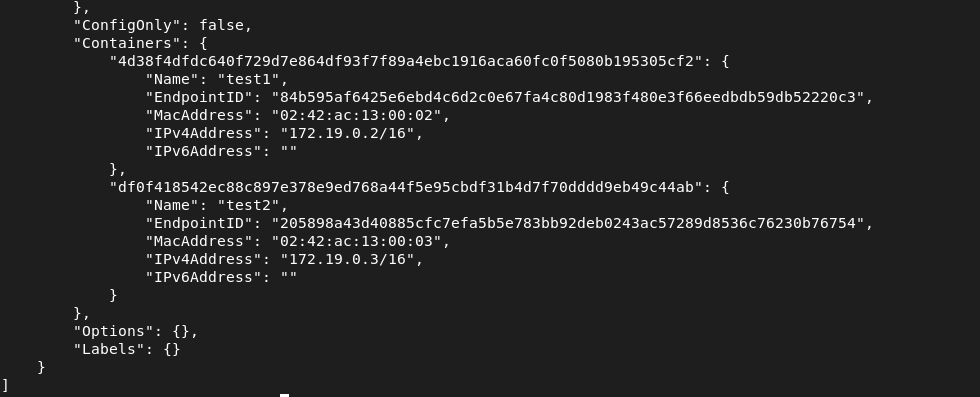 },
"ConfigOnly": false,
"Containers": {
"4d38f4dfdc640f729d7e864df93f7f89a4ebc1916aca60fc0f5080b195305cf2": {
"Name": "test1",
"EndpointID": "84b595af6425e6ebd4c6d2c0e67fa4c80d1983f480e3f66eedbdb59db52220c3",
"MacAddress": "02:42:ac:13:00:02",
"IPv4Address": "172.19.0.2/16",
"IPv6Address": ""
},
"df0f418542ec88c897e378e9ed768a44f5e95cbdf31b4d7f70dddd9eb49c44ab": {
"Name": "test2",
"EndpointID": "205898a43d40885cfc7efa5b5e783bb92deb0243ac57289d8536c76230b76754",
"MacAddress": "02:42:ac:13:00:03",
"IPv4Address": "172.19.0.3/16",
"IPv6Address": ""
}
},
"Options": {},
"Labels": {}
}
]